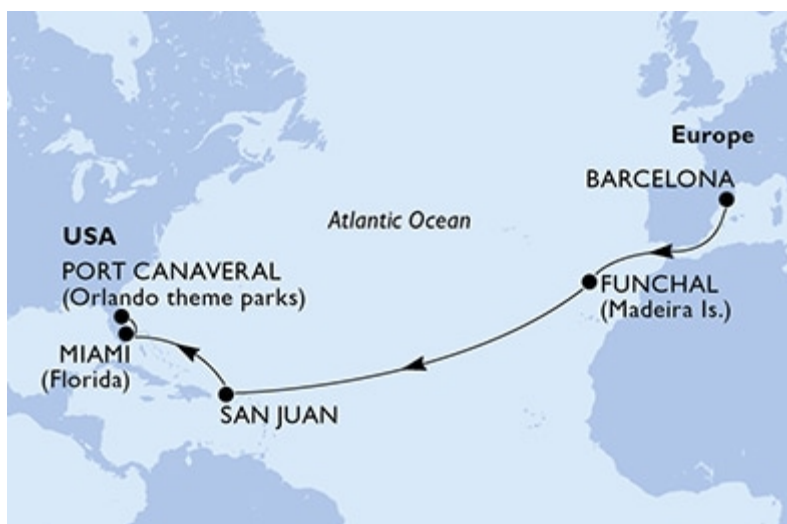 Europe
BARCELONA
Atlantic Ocean
USA
PORT CANAVERAL
(Orlando theme parks)
FUNCHAL
(Madeira Is.)
MIAMI
(Florida)
SAN JUAN